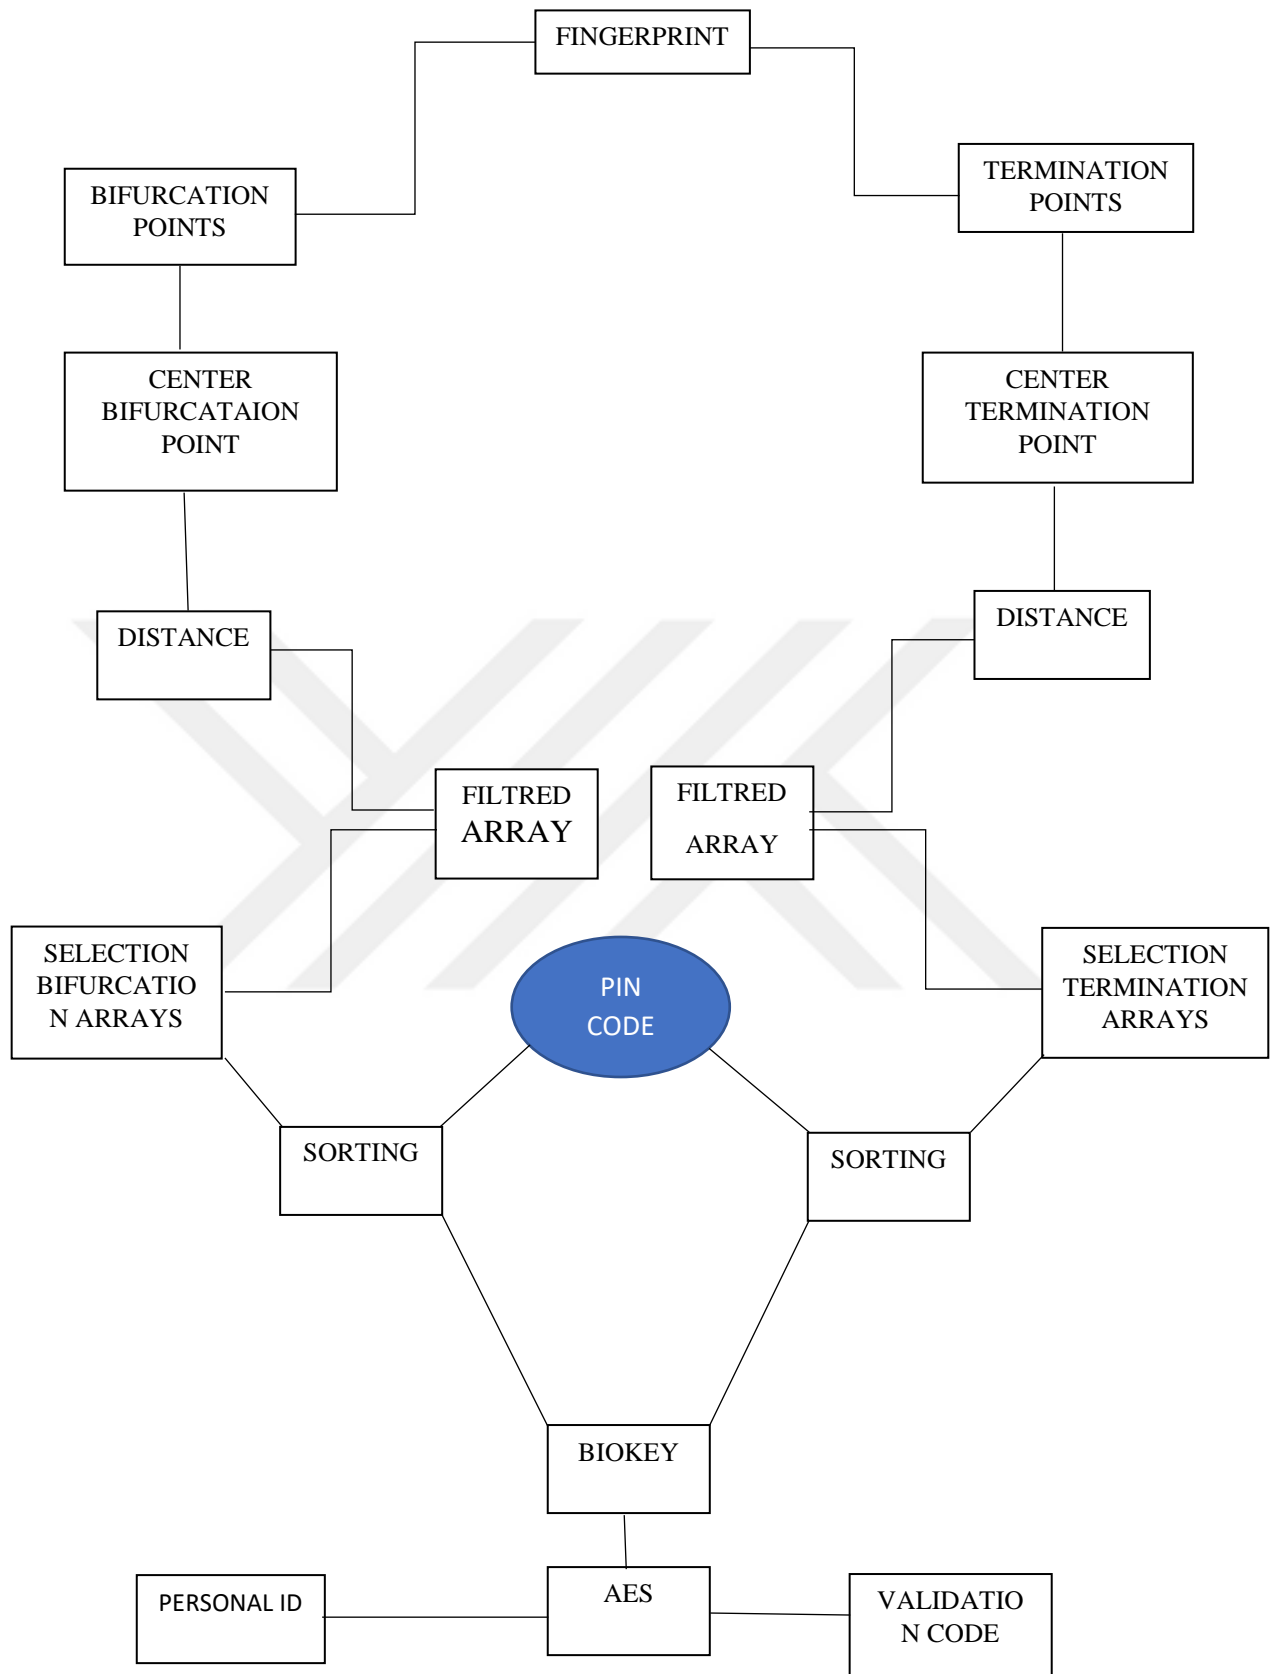 FINGERPRINT
BIFURCATION
POINTS
TERMINATION
POINTS
CENTER
BIFURCATAION
POINT
CENTER
TERMINATION
POINT
DISTANCE
DISTANCE
FILTRED
ARRAY
FILTRED
ARRAY
SELECTION
BIFURCATIO
N ARRAYS
PIN
CODE
SELECTION
TERMINATION
ARRAYS
SORTING
SORTING
BIOKEY
PERSONAL ID
AES
VALIDATIO
N CODE